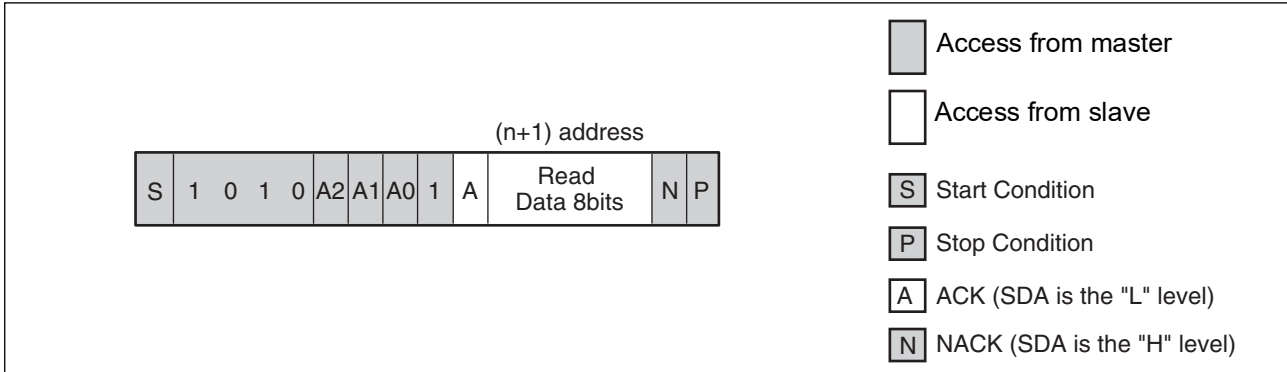 (n+1) address
S 1 0 1 0 A2 A1 A0 1 A Read Data 8bits N P
Access from master
Access from slave
S Start Condition
P Stop Condition
A ACK (SDA is the "L" level)
N NACK (SDA is the "H" level)